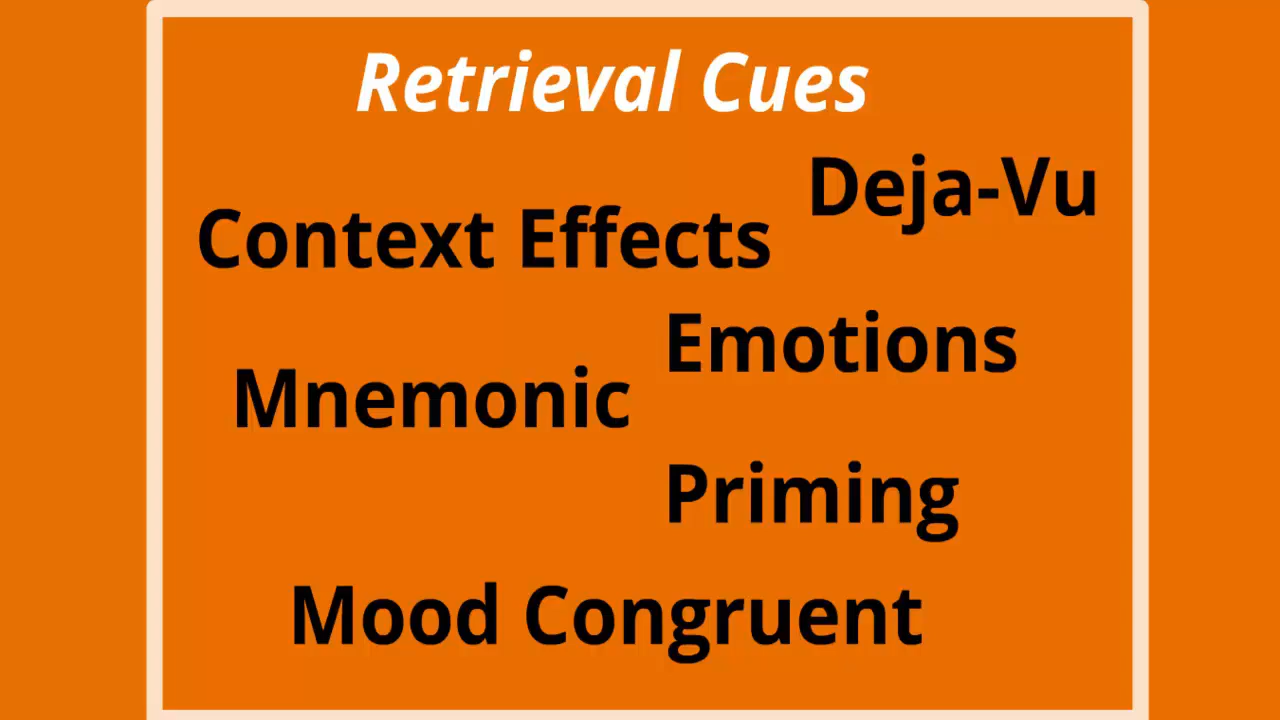 Retrieval Cues
Deja-Vu
Context Effects
Emotions
Mnemonic
Priming
Mood Congruent